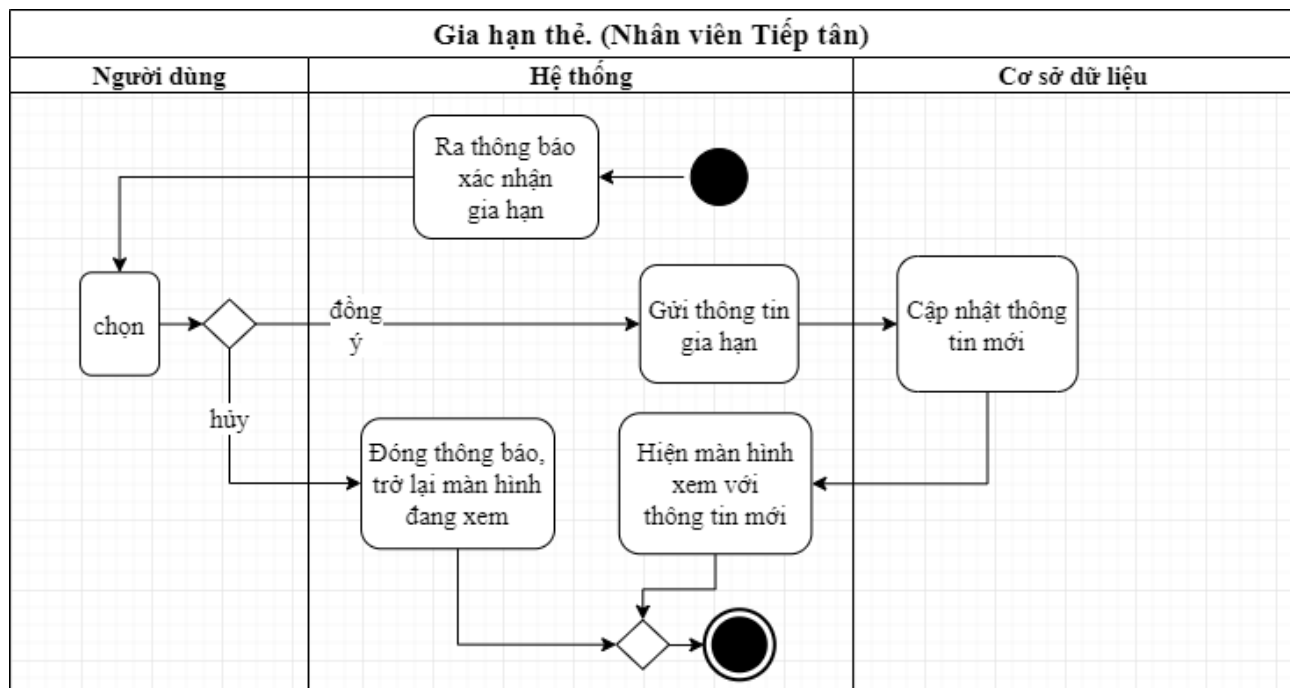 Gia hạn thẻ. (Nhân viên Tiếp tân)
Người dùng
Hệ thống
Cơ sở dữ liệu
Ra thông báo
xác nhận
gia hạn
chọn
đồng
ý
Gửi thông tin
gia hạn
Cập nhật thông
tin mới
hủy
Đóng thông báo,
trở lại màn hình
đang xem
Hiện màn hình
xem với
thông tin mới